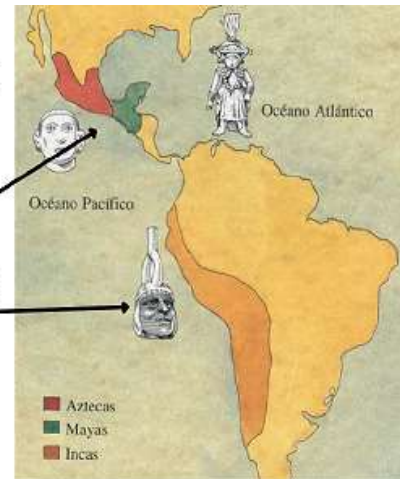 Océano Atlántico
Océano Pacífico
Aztecas
Mayas
Incas